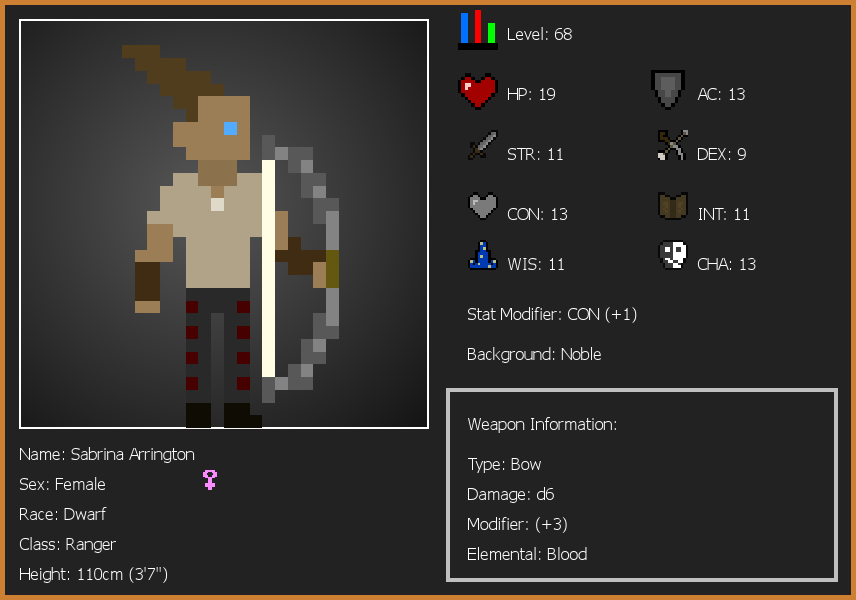 Level: 68
HP: 19
AC: 13
STR: 11
DEX: 9
CON: 13
INT: 11
WIS: 11
CHA: 13
Stat Modifier: CON (+1)
Background: Noble
Weapon Information:
Type: Bow
Damage: d6
Modifier: (+3)
Elemental: Blood
Name: Sabrina Arrington
Sex: Female
Race: Dwarf
Class: Ranger
Height: 110cm (3'7")